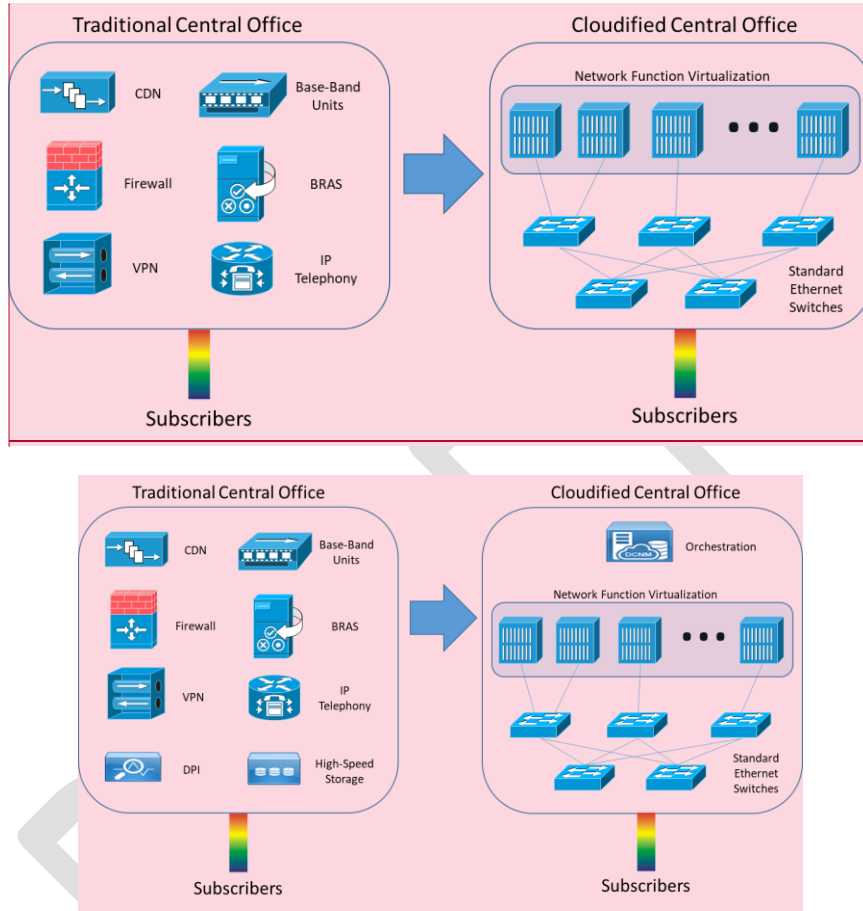 Traditional Central Office
Cloudified Central Office
CDN
Base-Band
Units
Firewall
BRAS
VPN
IP
Telephony
Network Function Virtualization
Standard
Ethernet
Switches
Subscribers
Subscribers
Traditional Central Office
Cloudified Central Office
CDN
Base-Band
Units
Firewall
BRAS
VPN
IP
Telephony
DPI
High-Speed
Storage
DCNM
Orchestration
Network Function Virtualization
Standard
Ethernet
Switches
Subscribers
Subscribers